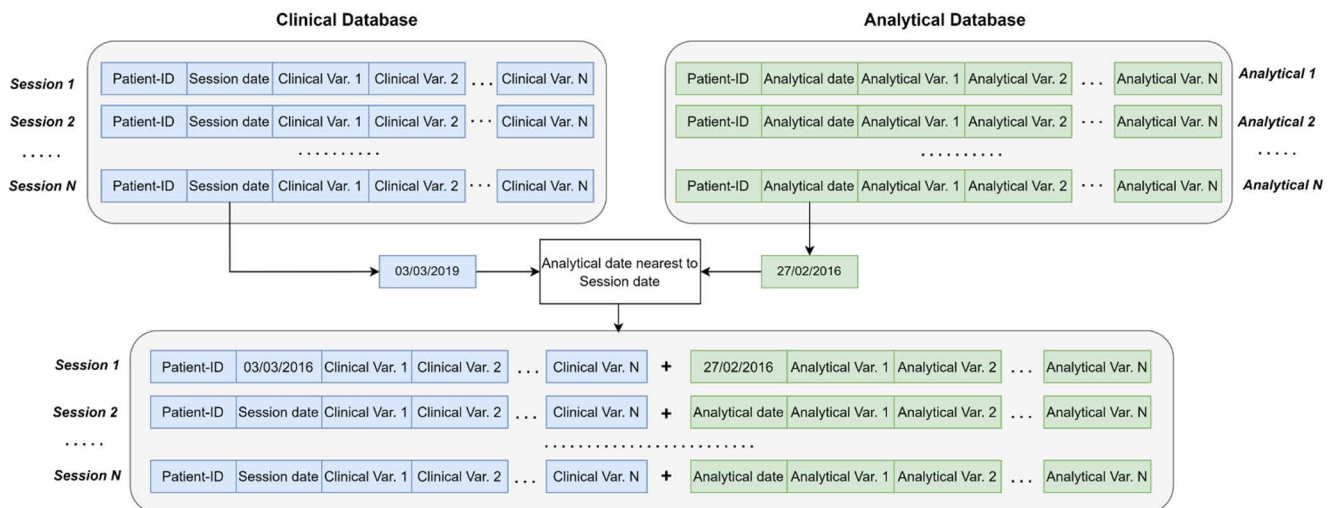 Clinical Database
Analytical Database
Session 1 Patient-ID Session date Clinical Var. 1 Clinical Var. 2 ... Clinical Var. N Patient-ID Analytical date Analytical Var. 1 Analytical Var. 2 ... Analytical Var. N Analytical 1
Session 2 Patient-ID Session date Clinical Var. 1 Clinical Var. 2 ... Clinical Var. N Patient-ID Analytical date Analytical Var. 1 Analytical Var. 2 ... Analytical Var. N Analytical 2
..... .......... .......... .....
Session N Patient-ID Session date Clinical Var. 1 Clinical Var. 2 ... Clinical Var. N Patient-ID Analytical date Analytical Var. 1 Analytical Var. 2 ... Analytical Var. N Analytical N
03/03/2019
Analytical date nearest to
Session date
27/02/2016
Session 1 Patient-ID 03/03/2016 Clinical Var. 1 Clinical Var. 2 ... Clinical Var. N + 27/02/2016 Analytical Var. 1 Analytical Var. 2 ... Analytical Var. N
Session 2 Patient-ID Session date Clinical Var. 1 Clinical Var. 2 ... Clinical Var. N + Analytical date Analytical Var. 1 Analytical Var. 2 ... Analytical Var. N
..... ..........................
Session N Patient-ID Session date Clinical Var. 1 Clinical Var. 2 ... Clinical Var. N + Analytical date Analytical Var. 1 Analytical Var. 2 ... Analytical Var. N